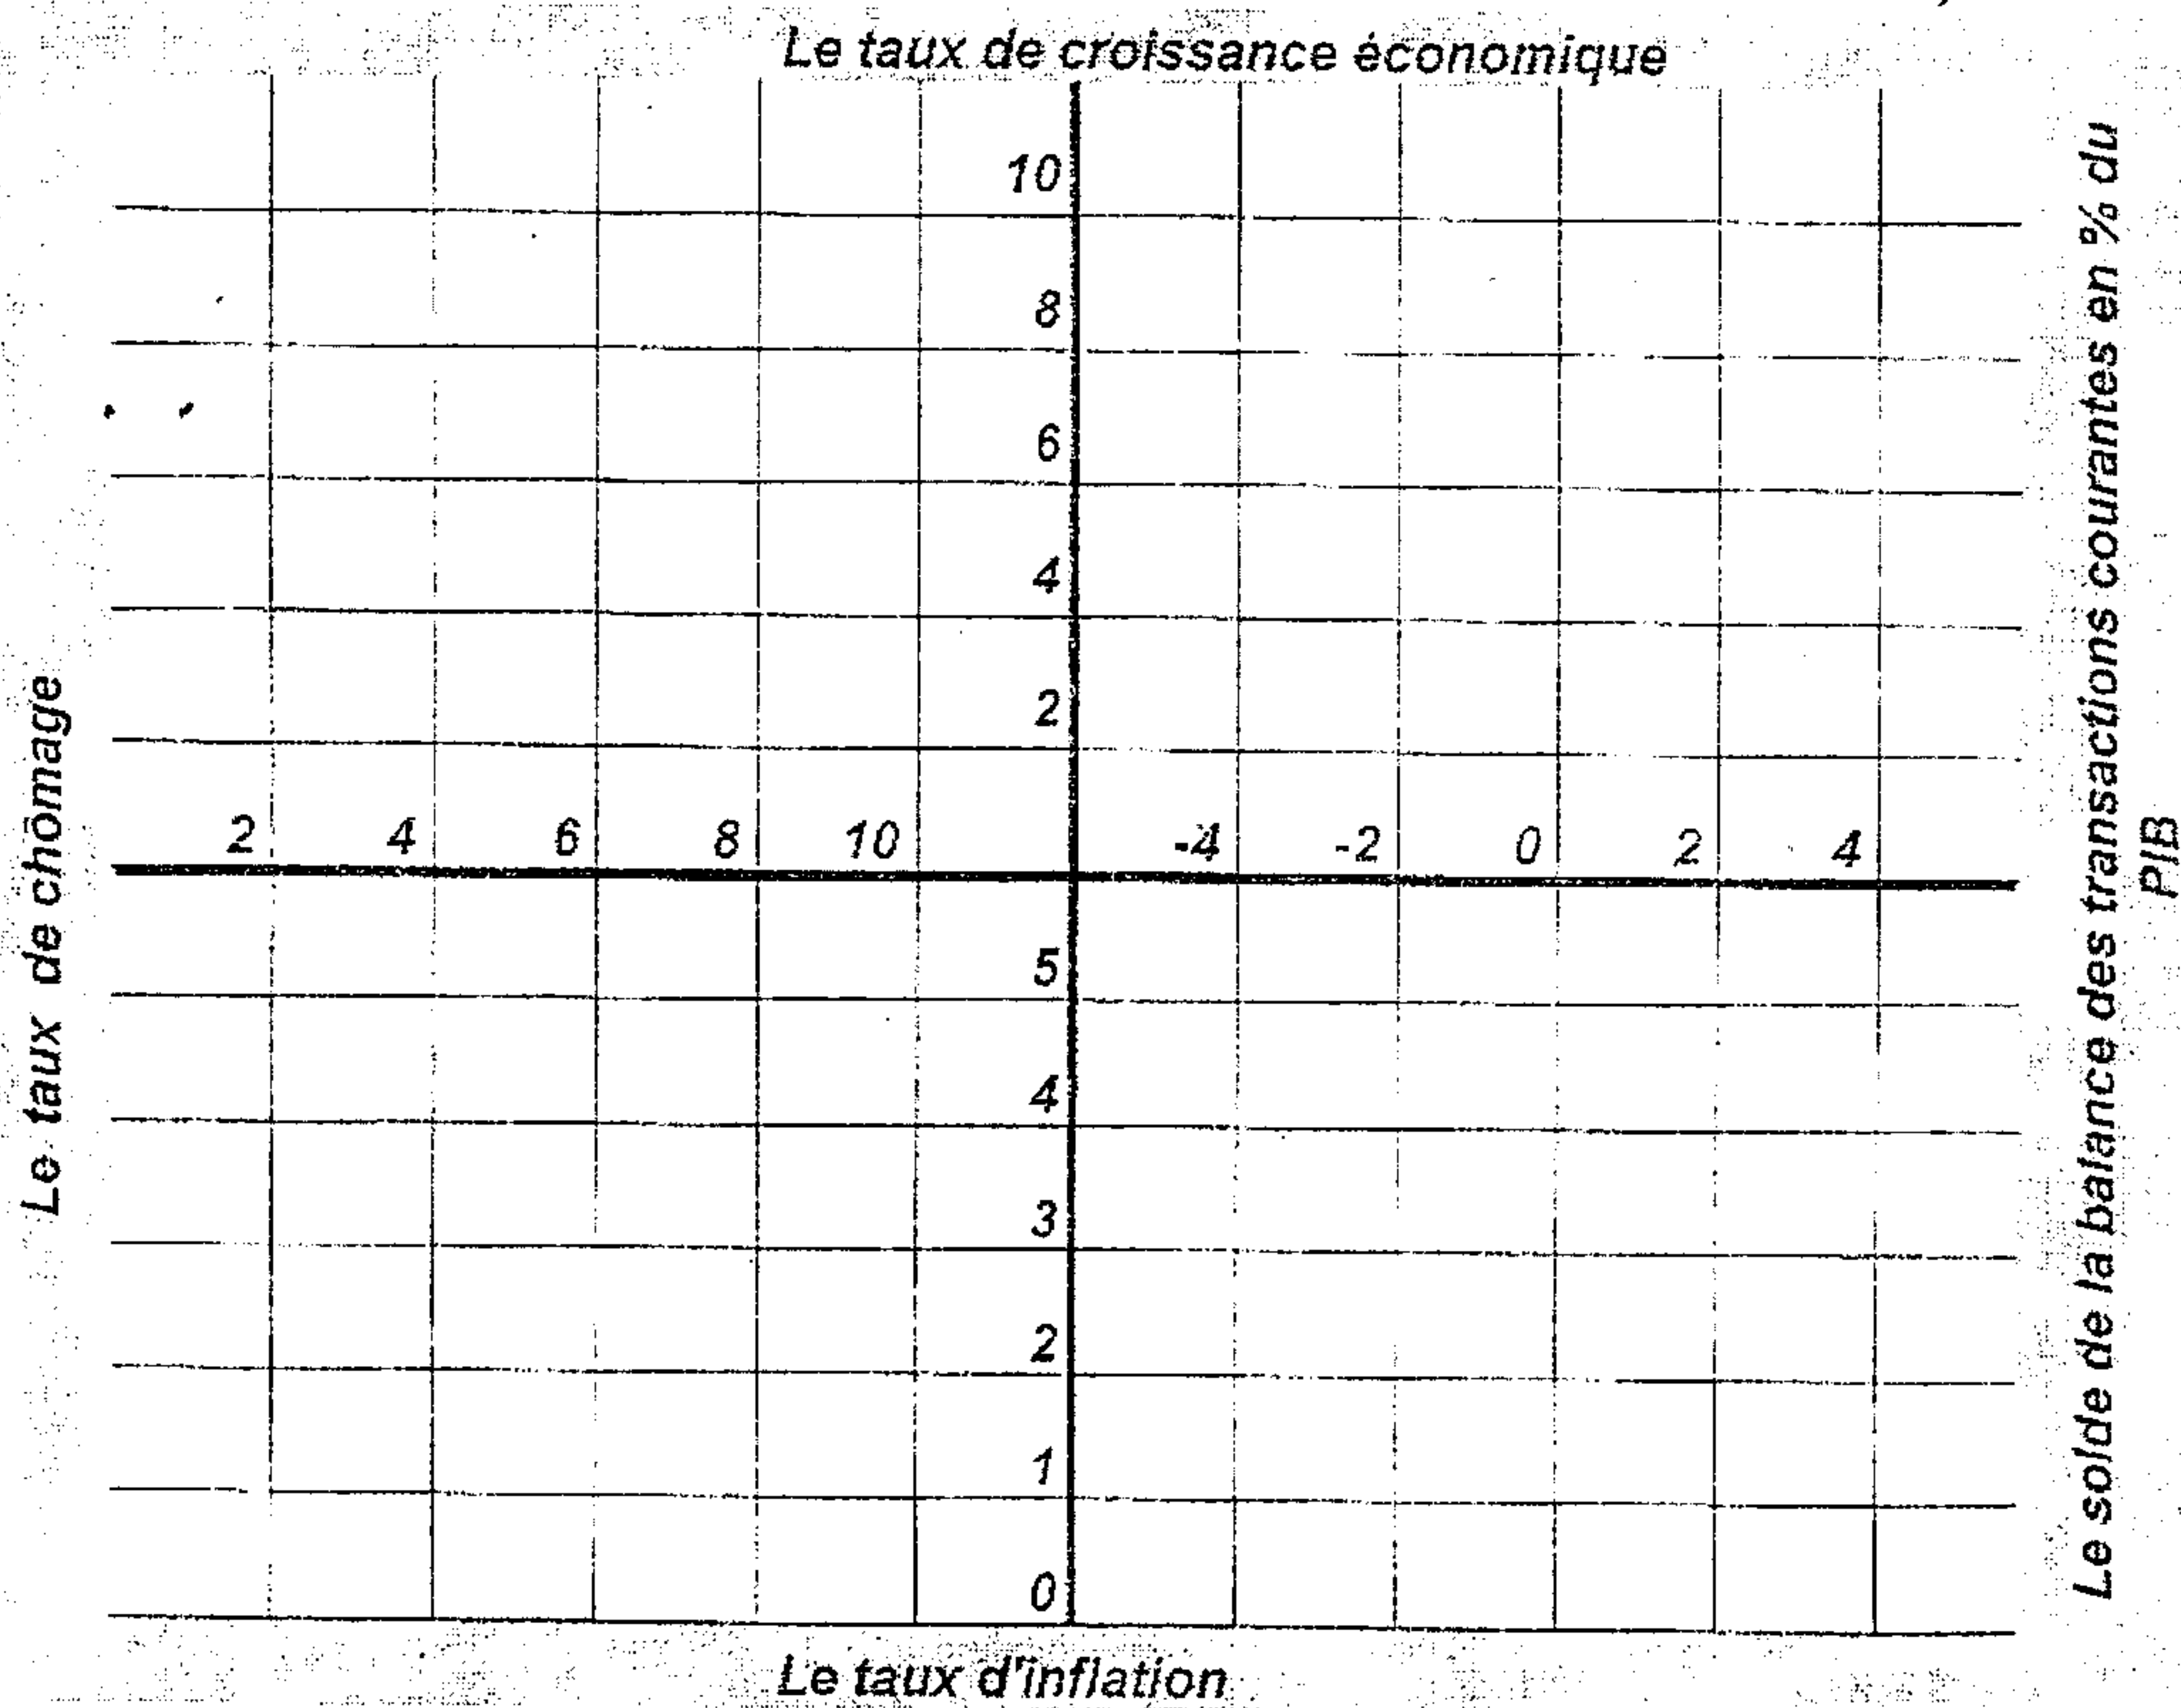 Le taux de croissance économique
10
8
6
4
2
2 4 6 8 10 -4 -2 0 2 4
5
4
3
2
1
0
Le taux d'inflation
Le taux de chômage
Le solde de la balance des transactions courantes en % du
PIB